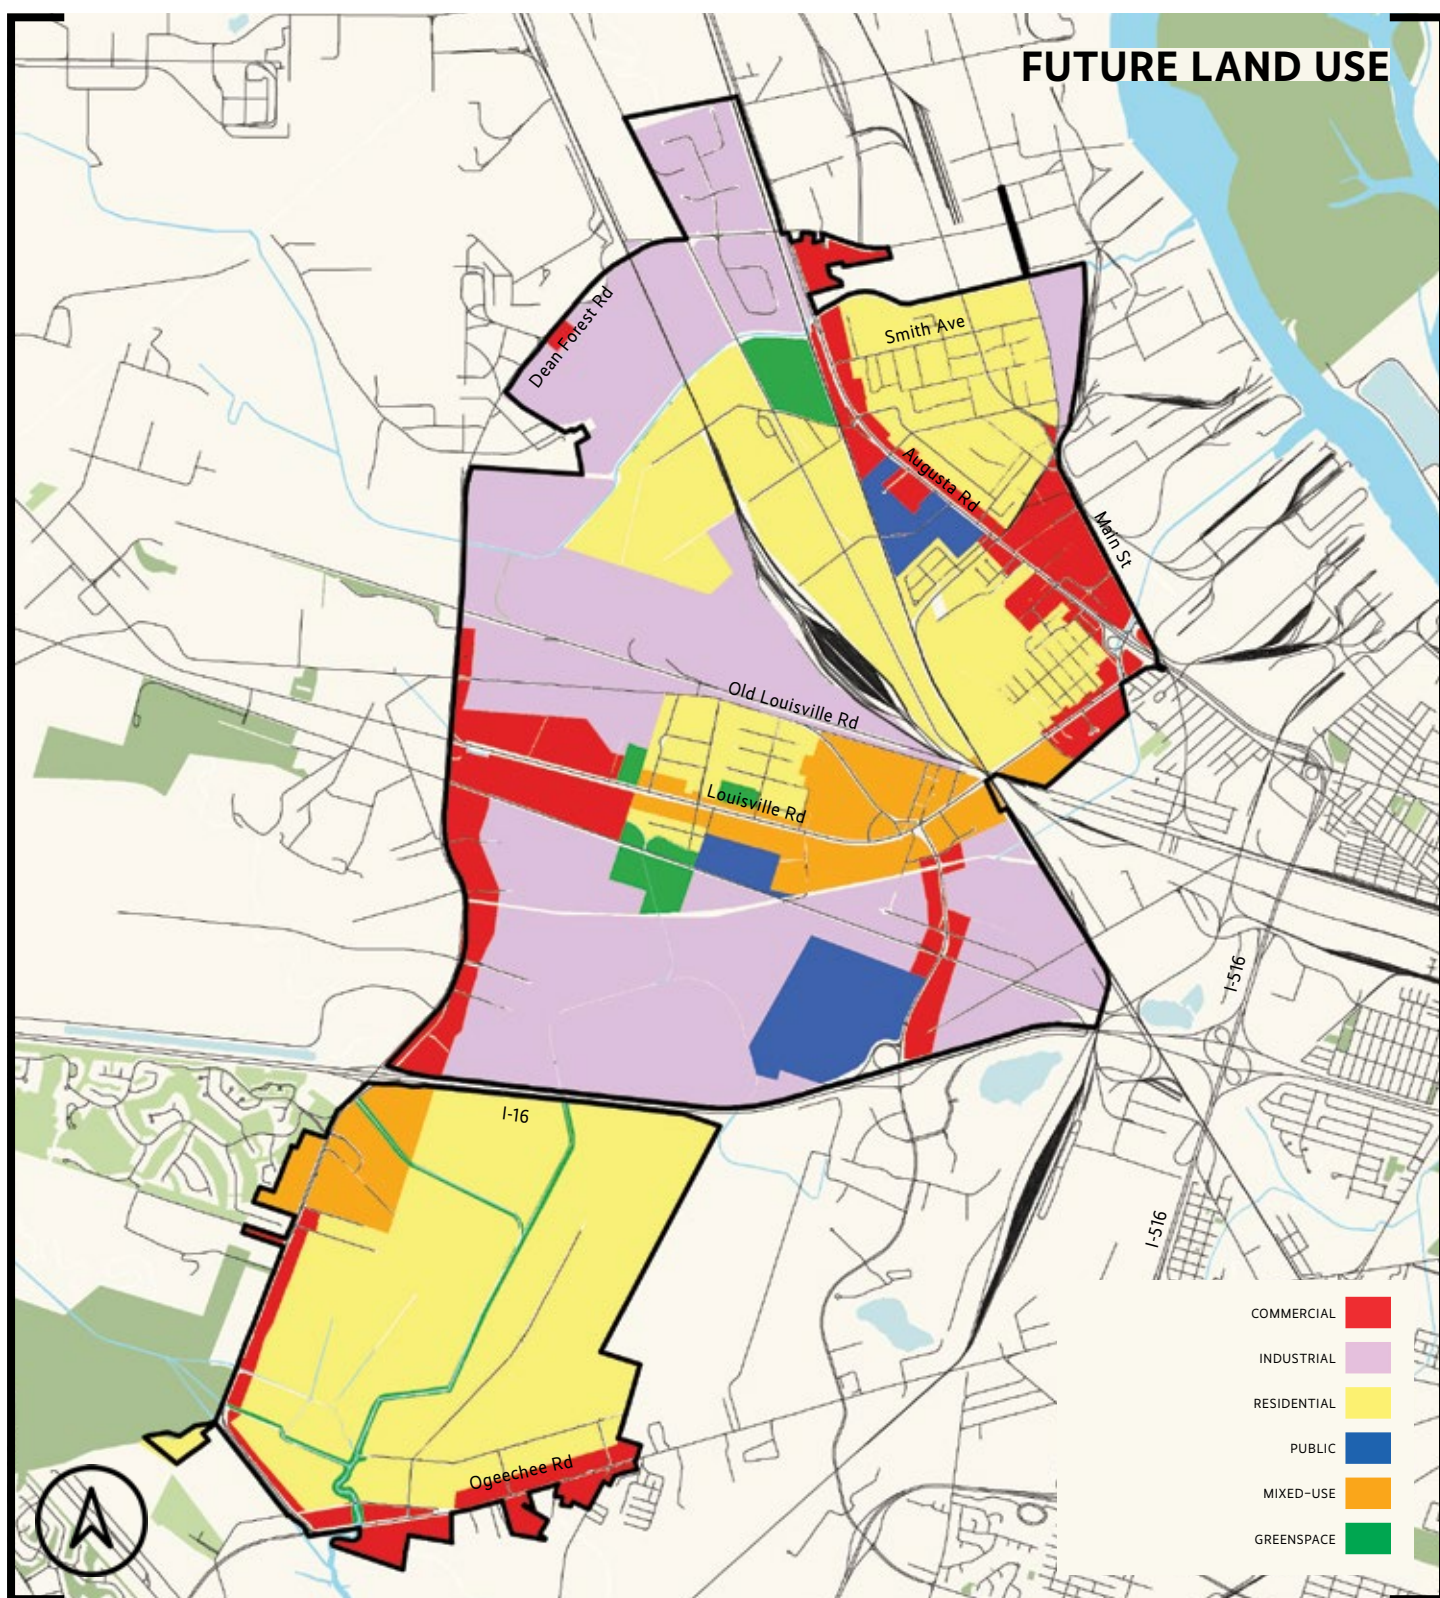 FUTURE LAND USE
Smith Ave
Dean Forest Rd
Augusta Rd
Main St
Old Louisville Rd
Louisville Rd
I-516
I-16
I-516
Ogeechee Rd
COMMERCIAL
INDUSTRIAL
RESIDENTIAL
PUBLIC
MIXED-USE
GREENSPACE